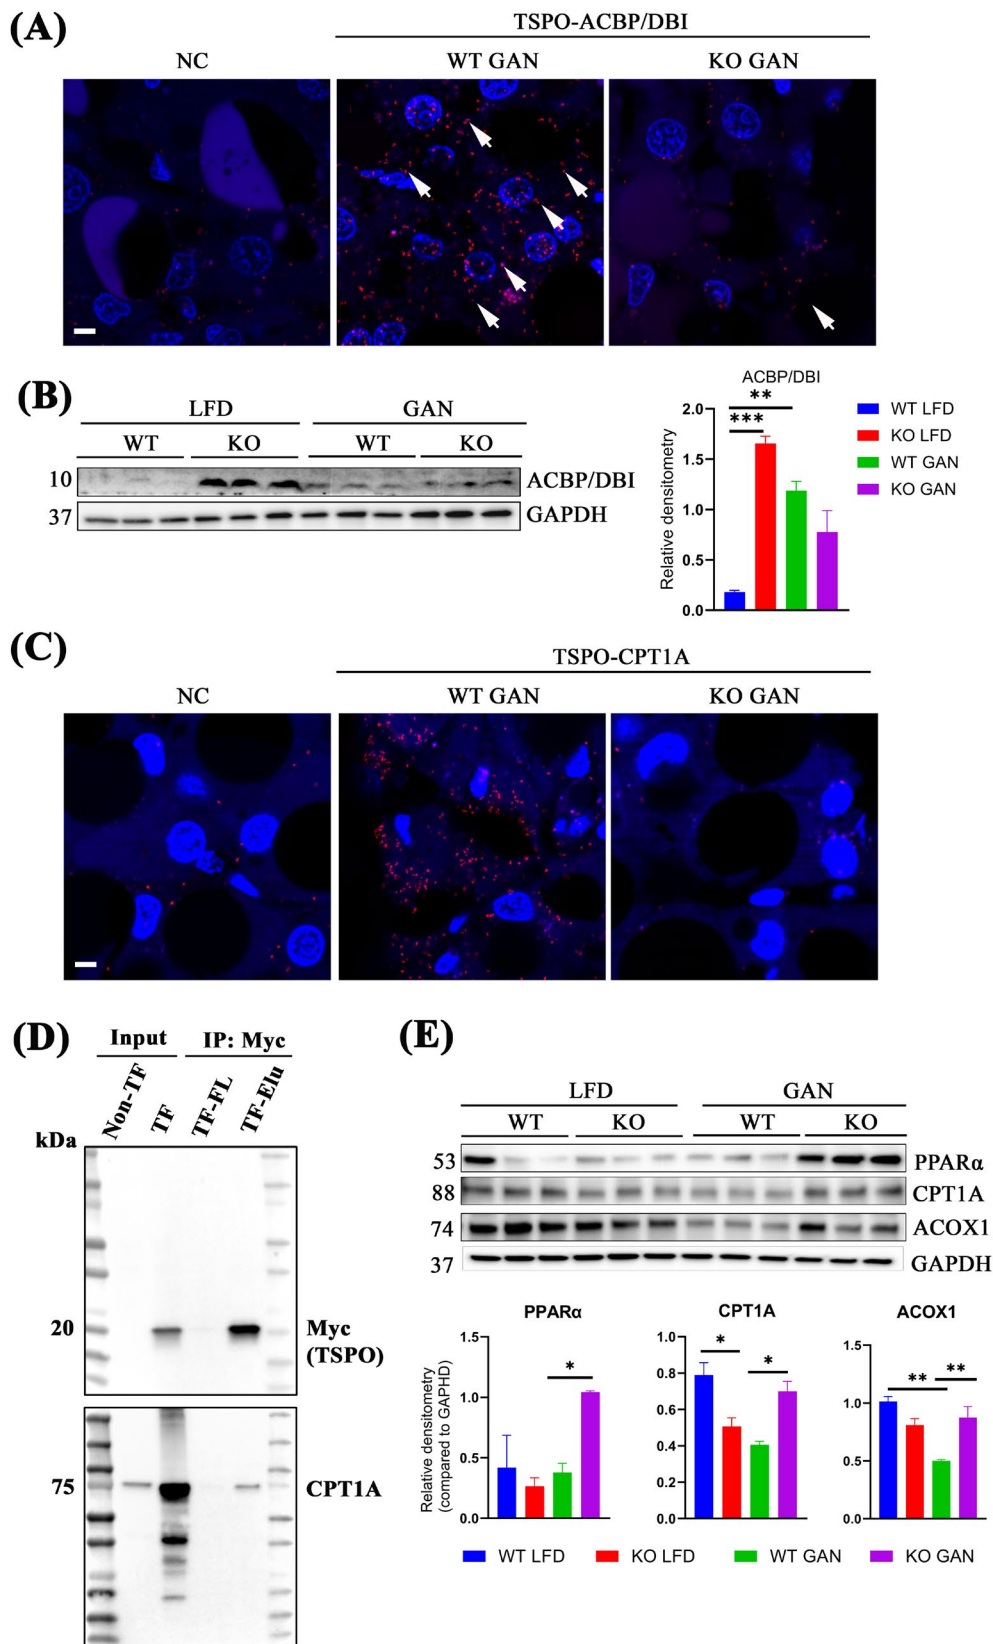 (A)
TSPO-ACBP/DBI
NC
WT GAN
KO GAN
(B)
LFD
GAN
WT
KO
WT
KO
10
ACBP/DBI
37
GAPDH
ACBP/DBI
**
***
2.0
1.5
1.0
0.5
0.0
Relative densitometry
WT LFD
KO LFD
WT GAN
KO GAN
(C)
TSPO-CPT1A
NC
WT GAN
KO GAN
(D)
Input
IP: Myc
Non-TF
TF
TF-FL
TF-Elu
kDa
20
Myc
(TSPO)
75
CPT1A
(E)
LFD
GAN
WT
KO
WT
KO
53
PPARα
88
CPT1A
74
ACOX1
37
GAPDH
Relative densitometry
(compared to GAPHD)
PPARα
1.5
1.0
0.5
0.0
*
CPT1A
1.0
0.8
0.6
0.4
0.2
0.0
*
*
ACOX1
1.5
1.0
0.5
0.0
**
**
WT LFD
KO LFD
WT GAN
KO GAN